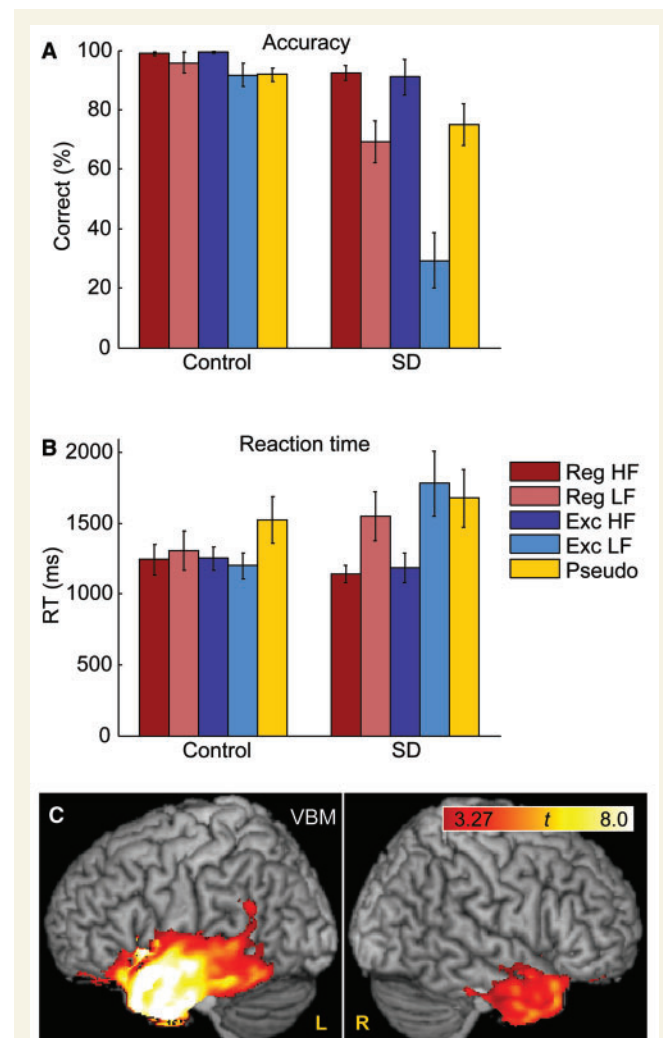 A Accuracy
100
80
60
40
20
0
Correct (%)
Control SD
B Reaction time
2000
1500
1000
500
0
RT (ms)
Control SD
Reg HF
Reg LF
Exc HF
Exc LF
Pseudo
C VBM
3.27 t 8.0
L R